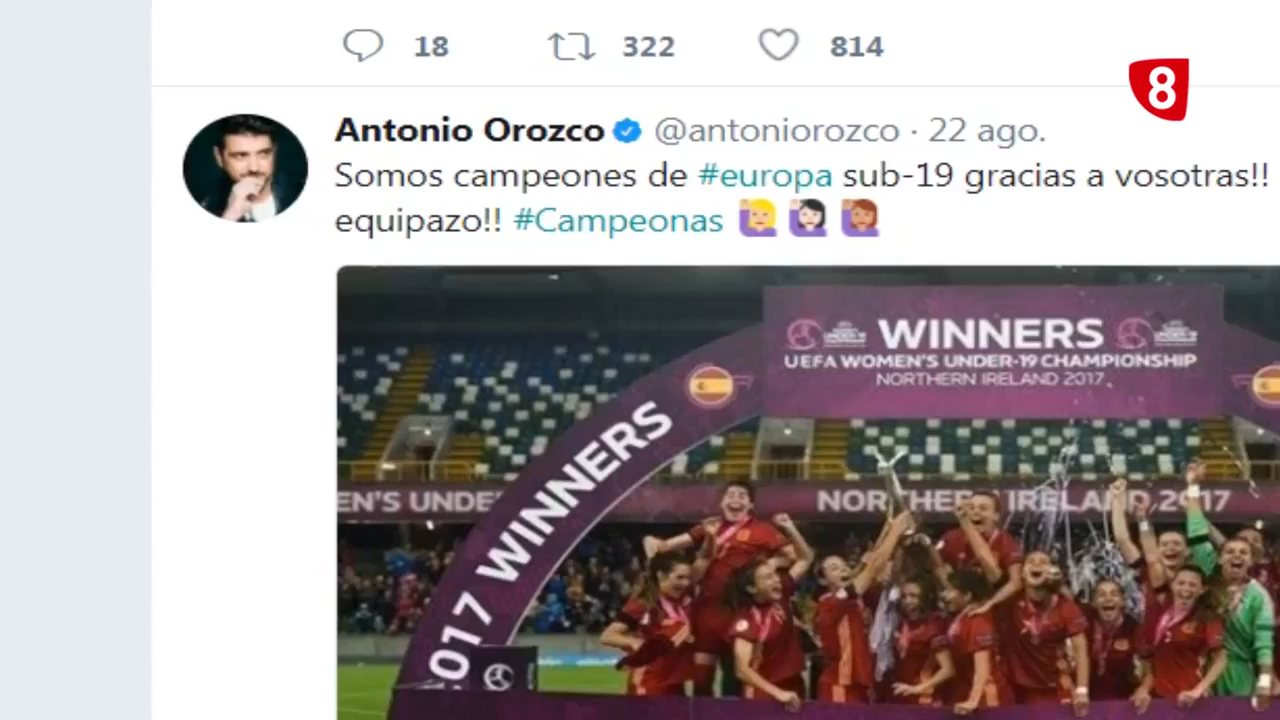 18 322 814
8
Antonio Orozco @antoniorozco · 22 ago.
Somos campeones de #europa sub-19 gracias a vosotras!!
equipazo!! #Campeonas
WINNERS
UEFA WOMEN'S UNDER-19 CHAMPIONSHIP
NORTHERN IRELAND 2017
2017 WINNERS
EN'S UNDE
NORTHERN IRELAND 2017